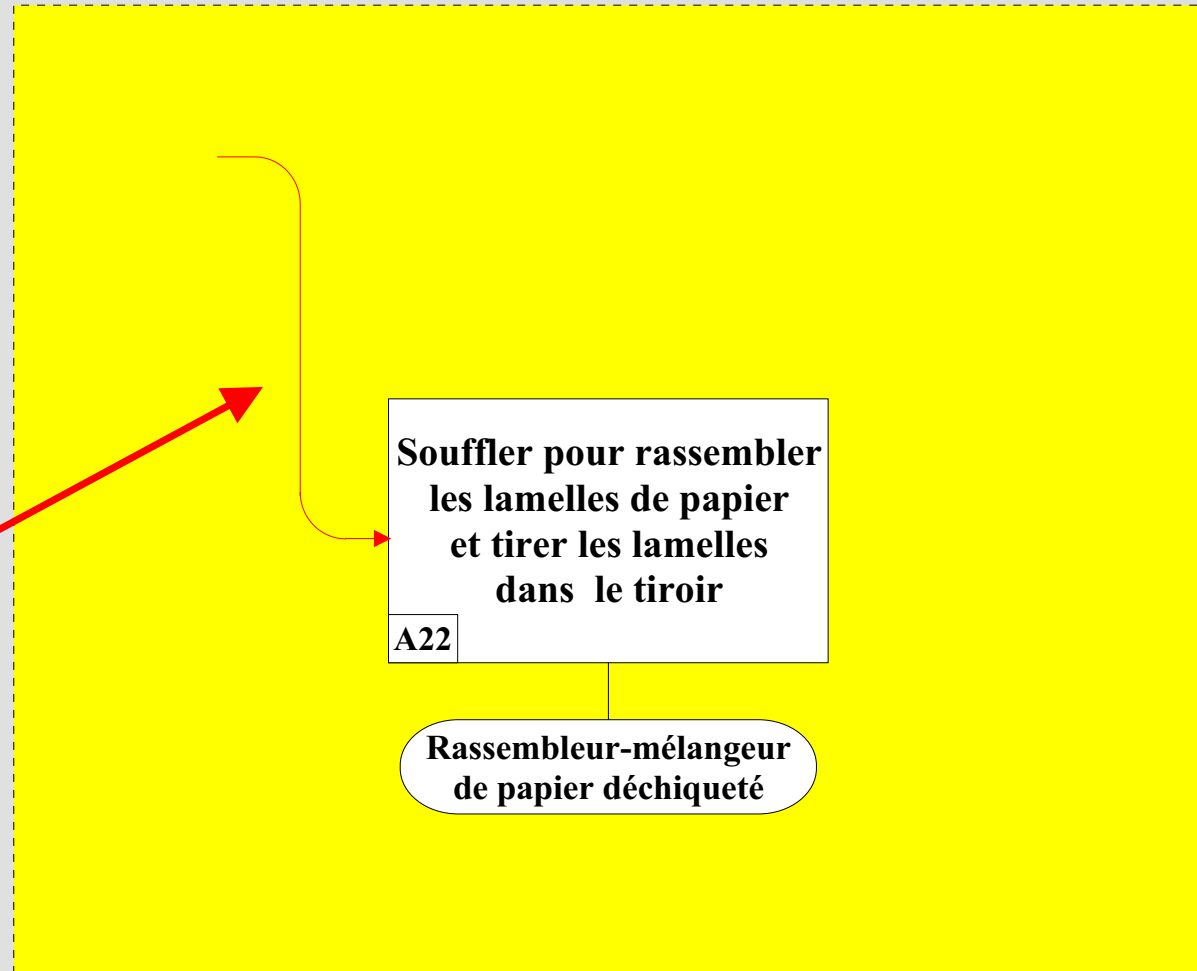 Souffler pour rassembler
les lamelles de papier
et tirer les lamelles
dans  le tiroir
A22
Rassembleur-mélangeur
de papier déchiqueté